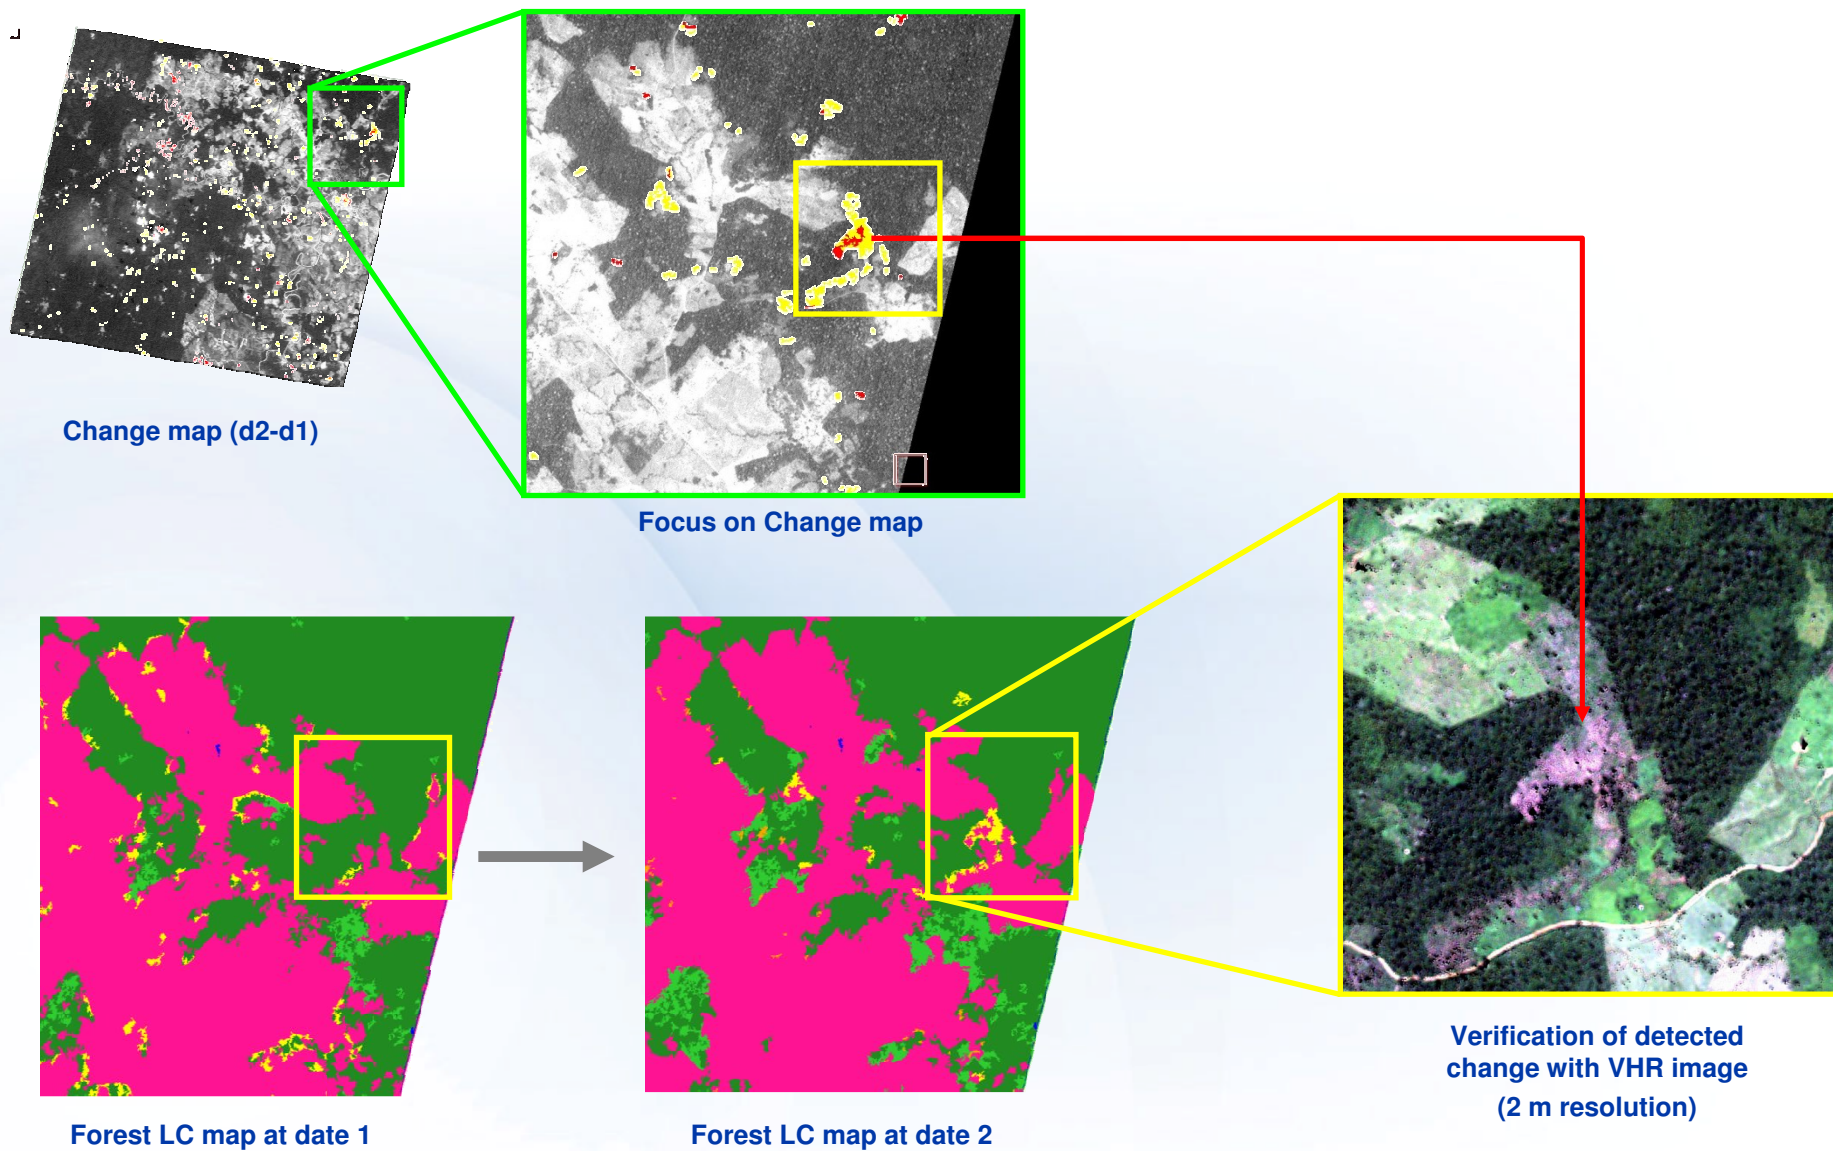 Change map (d2-d1)
Focus on Change map
Forest LC map at date 1
Forest LC map at date 2
Verification of detected
change with VHR image
(2 m resolution)